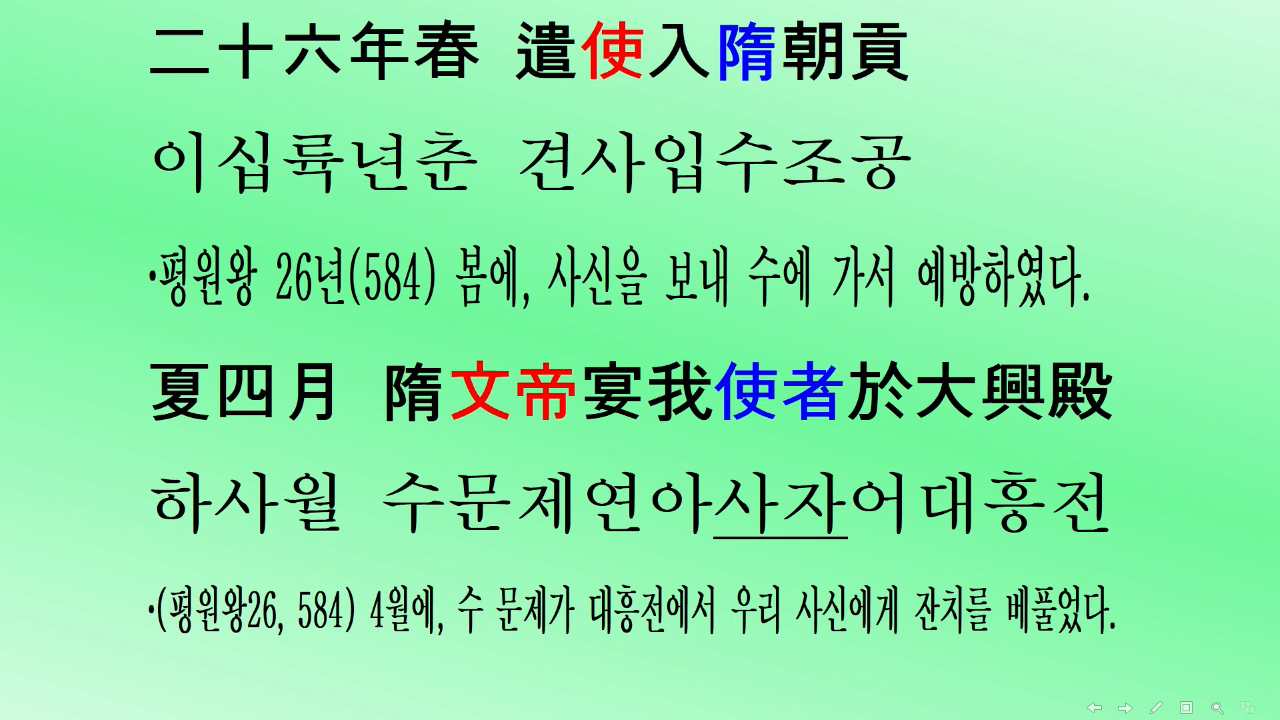 二十六年春 遣使入隋朝貢
이십륙년춘 견사입수조공
•평원왕 26년(584) 봄에, 사신을 보내 수에 가서 예방하였다.
夏四月 隋文帝宴我使者於大興殿
하사월 수문제연아사자어대흥전
•(평원왕26, 584) 4월에, 수 문제가 대흥전에서 우리 사신에게 잔치를 베풀었다.